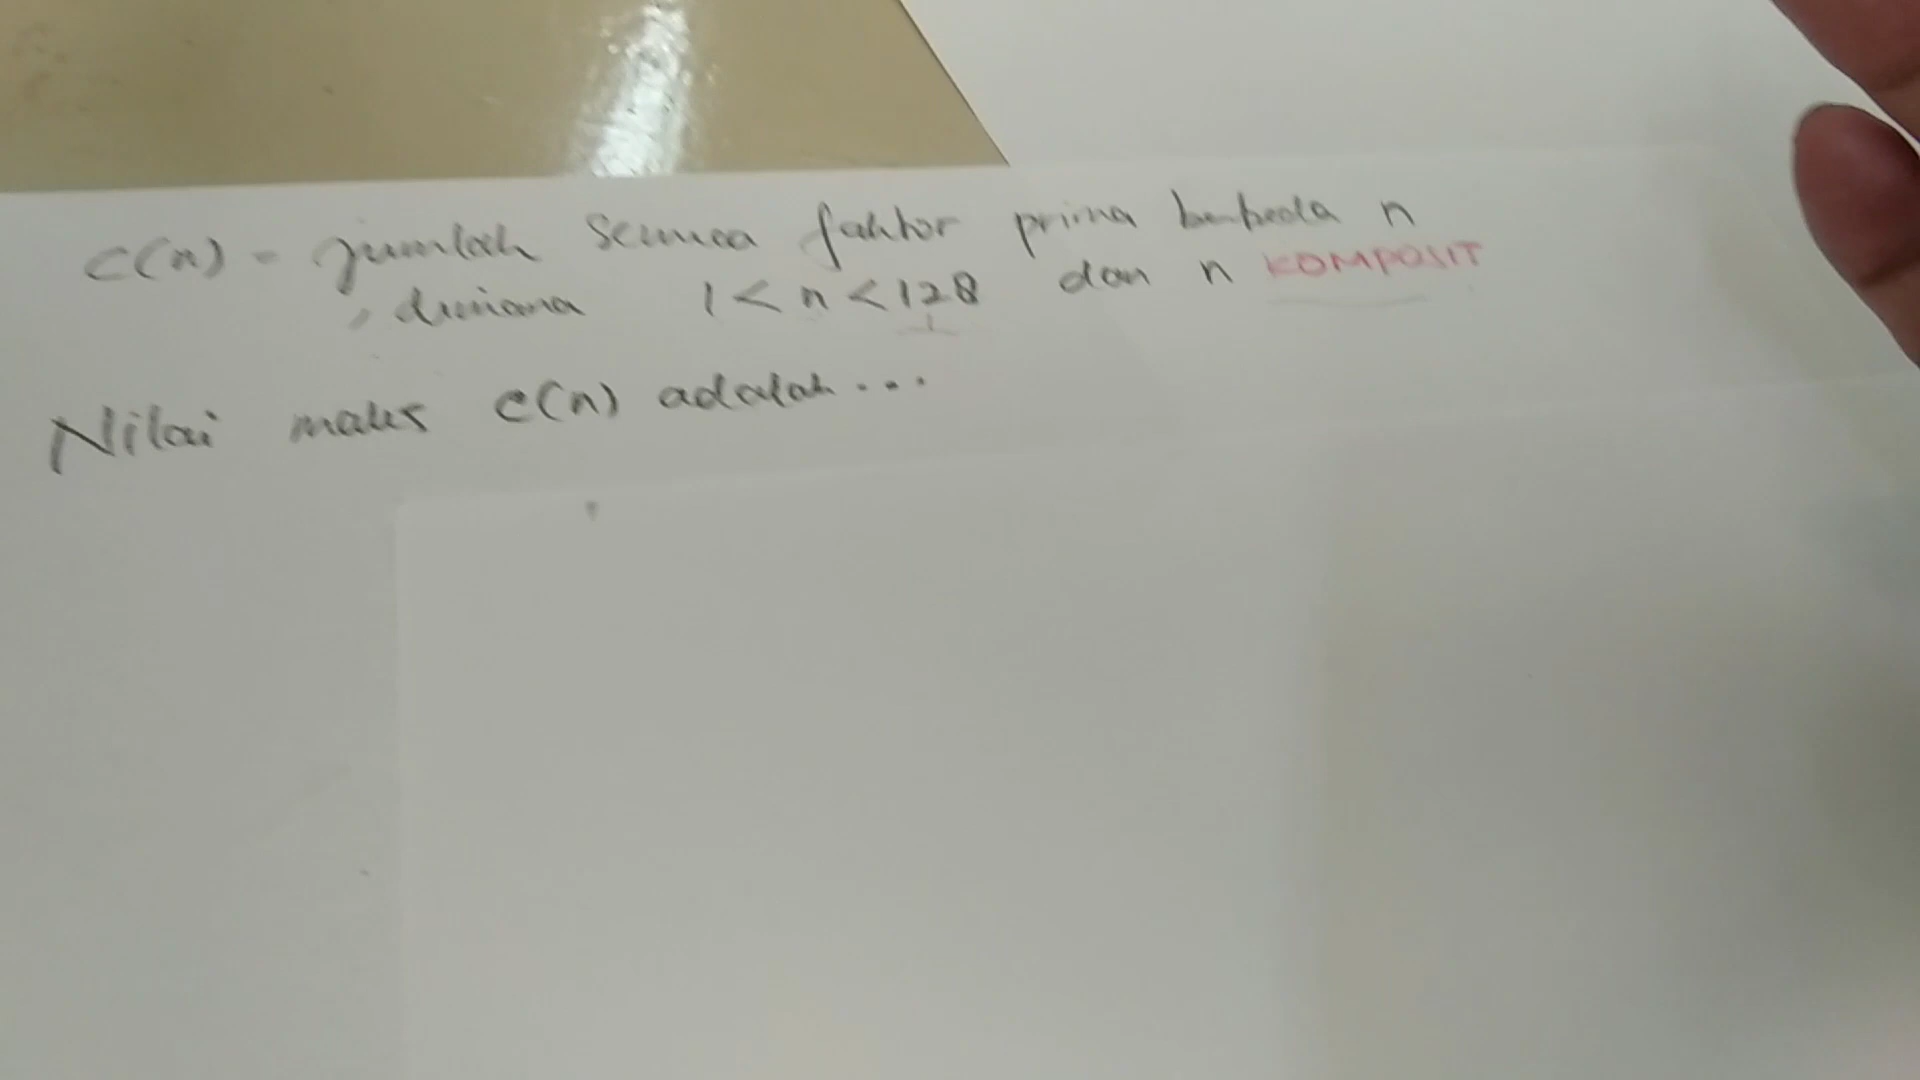 C(n) = jumlah semua faktor prima berbeda n
, dimana 1 < n < 128 dan n KOMPOSIT
Nilai maks C(n) adalah ...